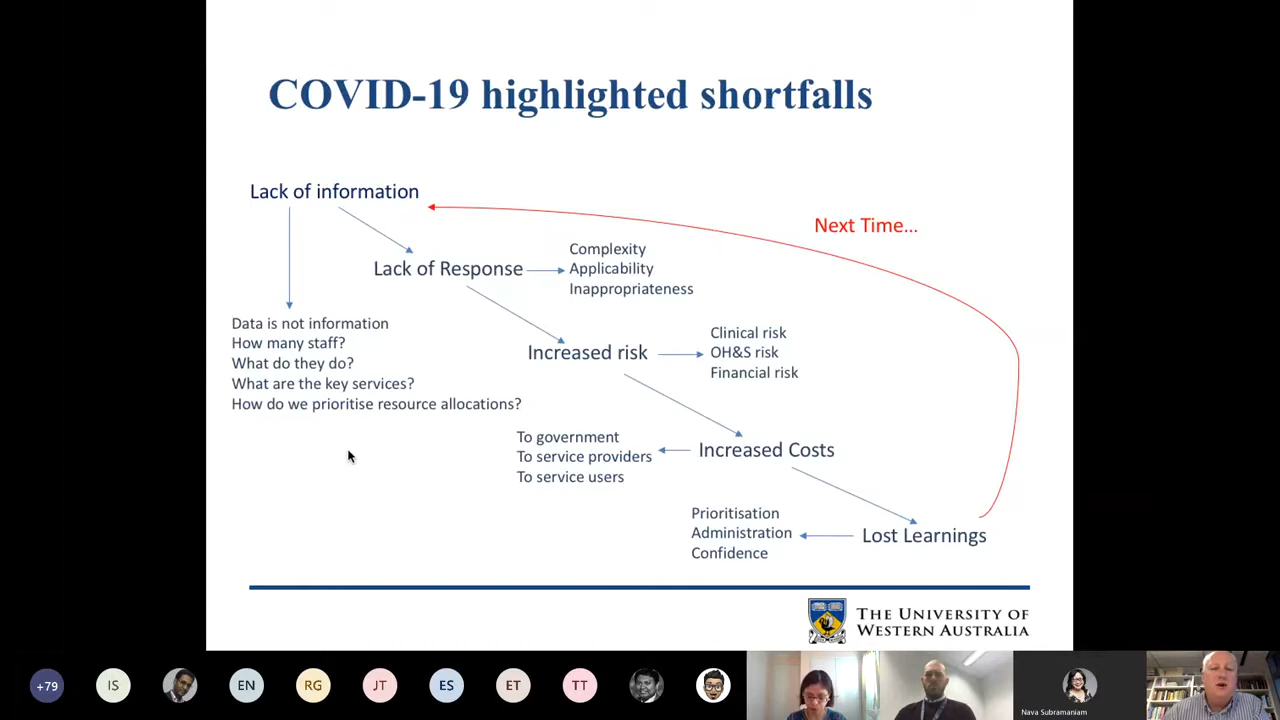 COVID-19 highlighted shortfalls
Lack of information
Next Time...
Lack of Response
Complexity
Applicability
Inappropriateness
Data is not information
How many staff?
What do they do?
What are the key services?
How do we prioritise resource allocations?
Increased risk
Clinical risk
OH&S risk
Financial risk
To government
To service providers
To service users
Increased Costs
Prioritisation
Administration
Confidence
Lost Learnings
THE UNIVERSITY OF
WESTERN AUSTRALIA
+79
IS
EN
RG
JT
ES
ET
TT
Nava Subramaniam